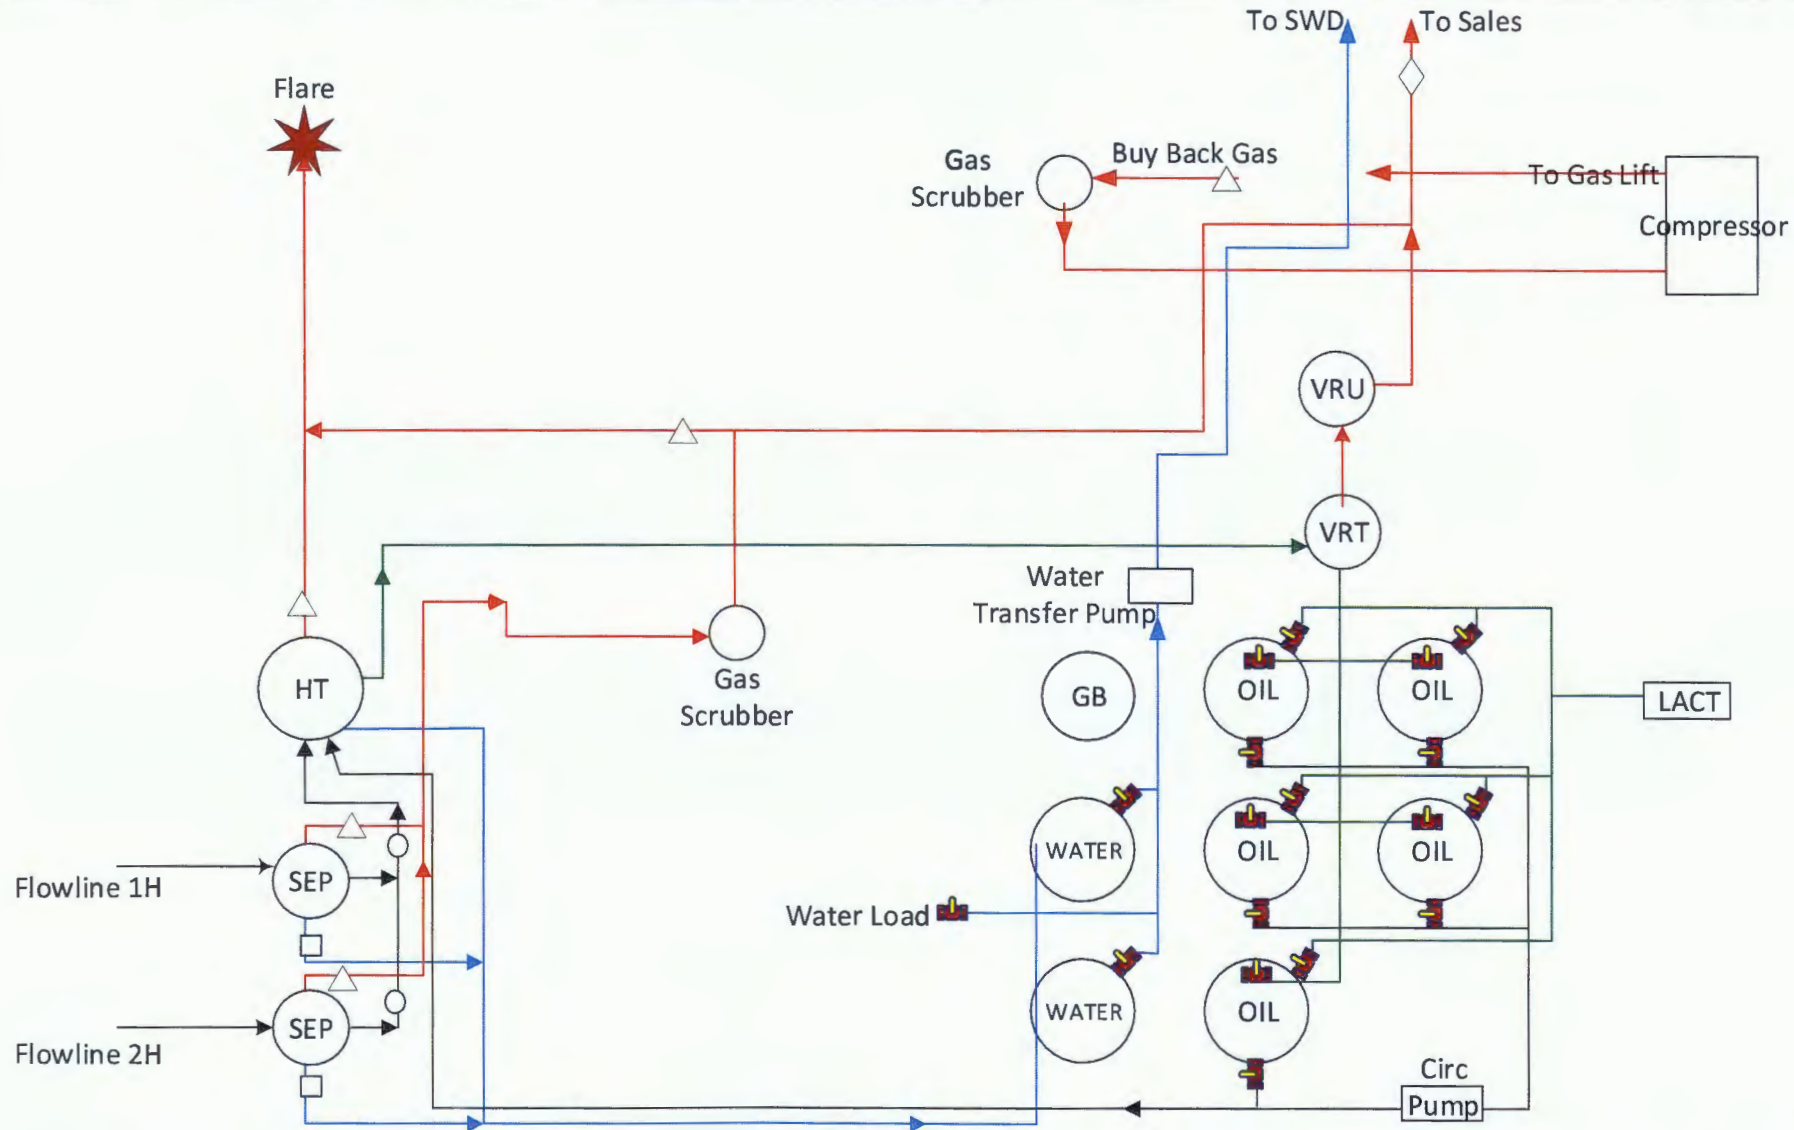 To SWD
To Sales
Flare
Gas
Scrubber
Buy Back Gas
To Gas Lift
Compressor
VRU
VRT
Water
Transfer Pump
HT
Gas
Scrubber
GB
OIL
OIL
LACT
WATER
OIL
OIL
SEP
Flowline 1H
Water Load
SEP
WATER
OIL
Flowline 2H
Circ
Pump